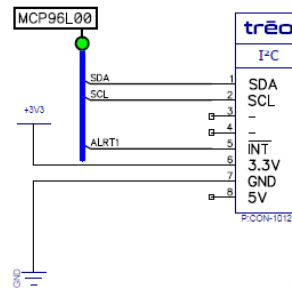 MCP96L00
trēo
I²C
SDA 1 SDA
SCL 2 SCL
3 -
4 -
ALRT1 5 INT
+3V3
6 3.3V
7 GND
8 5V
P:CON-1012
GND